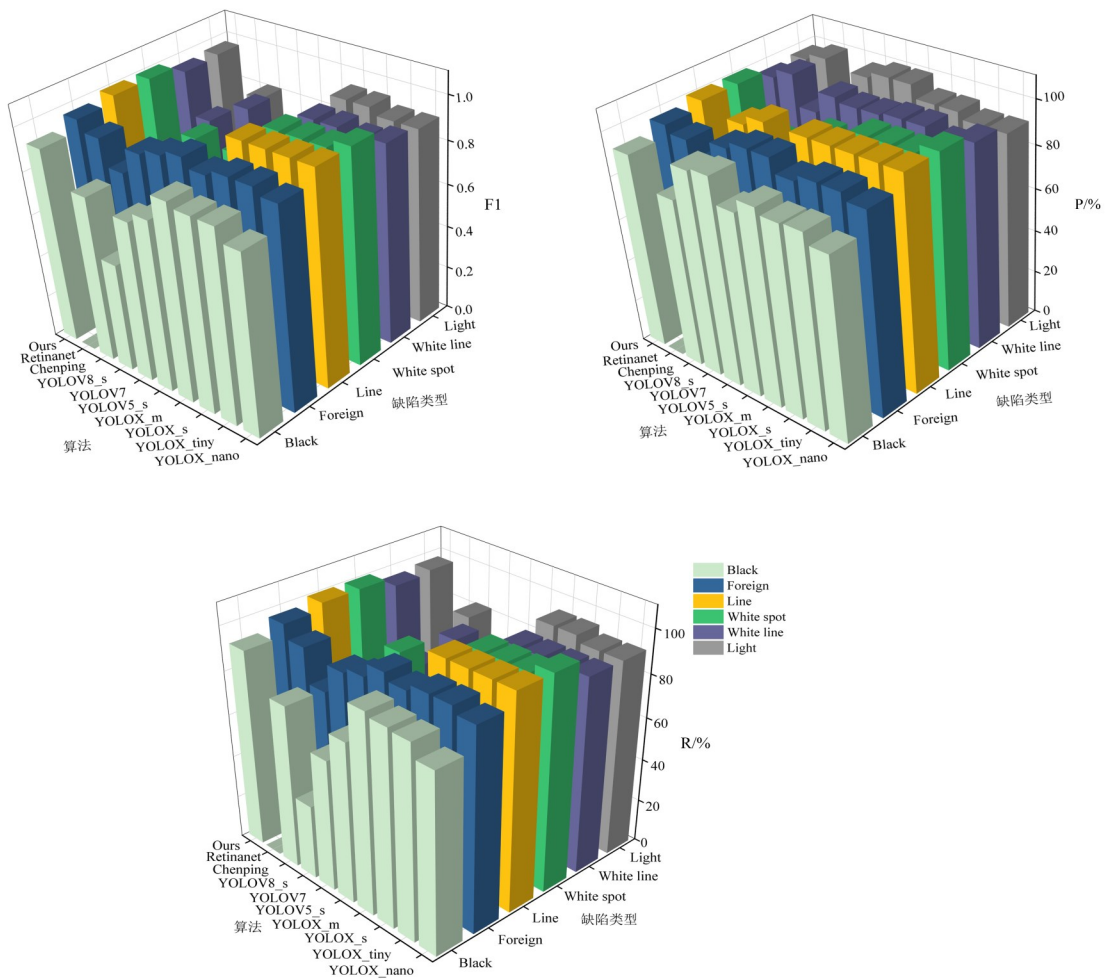 1.0
0.8
0.6
0.4
0.2
0.0
F1
Ours
Retinanet
Chenping
YOLOV8_s
YOLOV7
YOLOV5_s
YOLOX_m
YOLOX_s
YOLOX_tiny
YOLOX_nano
算法
Black
Foreign
Line
White spot
White line
Light
缺陷类型
100
80
60
40
20
0
P/%
Ours
Retinanet
Chenping
YOLOV8_s
YOLOV7
YOLOV5_s
YOLOX_m
YOLOX_s
YOLOX_tiny
YOLOX_nano
算法
Black
Foreign
Line
White spot
White line
Light
缺陷类型
100
80
60
40
20
0
R/%
Ours
Retinanet
Chenping
YOLOV8_s
YOLOV7
YOLOV5_s
YOLOX_m
YOLOX_s
YOLOX_tiny
YOLOX_nano
算法
Black
Foreign
Line
White spot
White line
Light
缺陷类型
Black
Foreign
Line
White spot
White line
Light